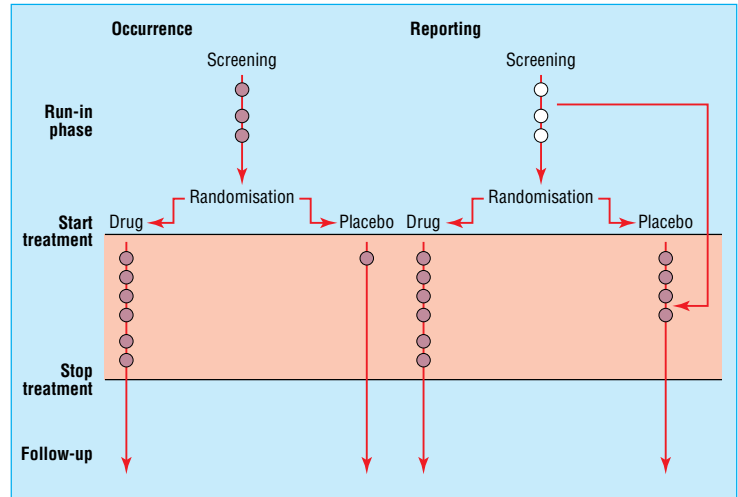 Occurrence
Reporting
Screening
Screening
Run-in
phase
Randomisation
Randomisation
Start
treatment
Drug
Placebo
Drug
Placebo
Stop
treatment
Follow-up